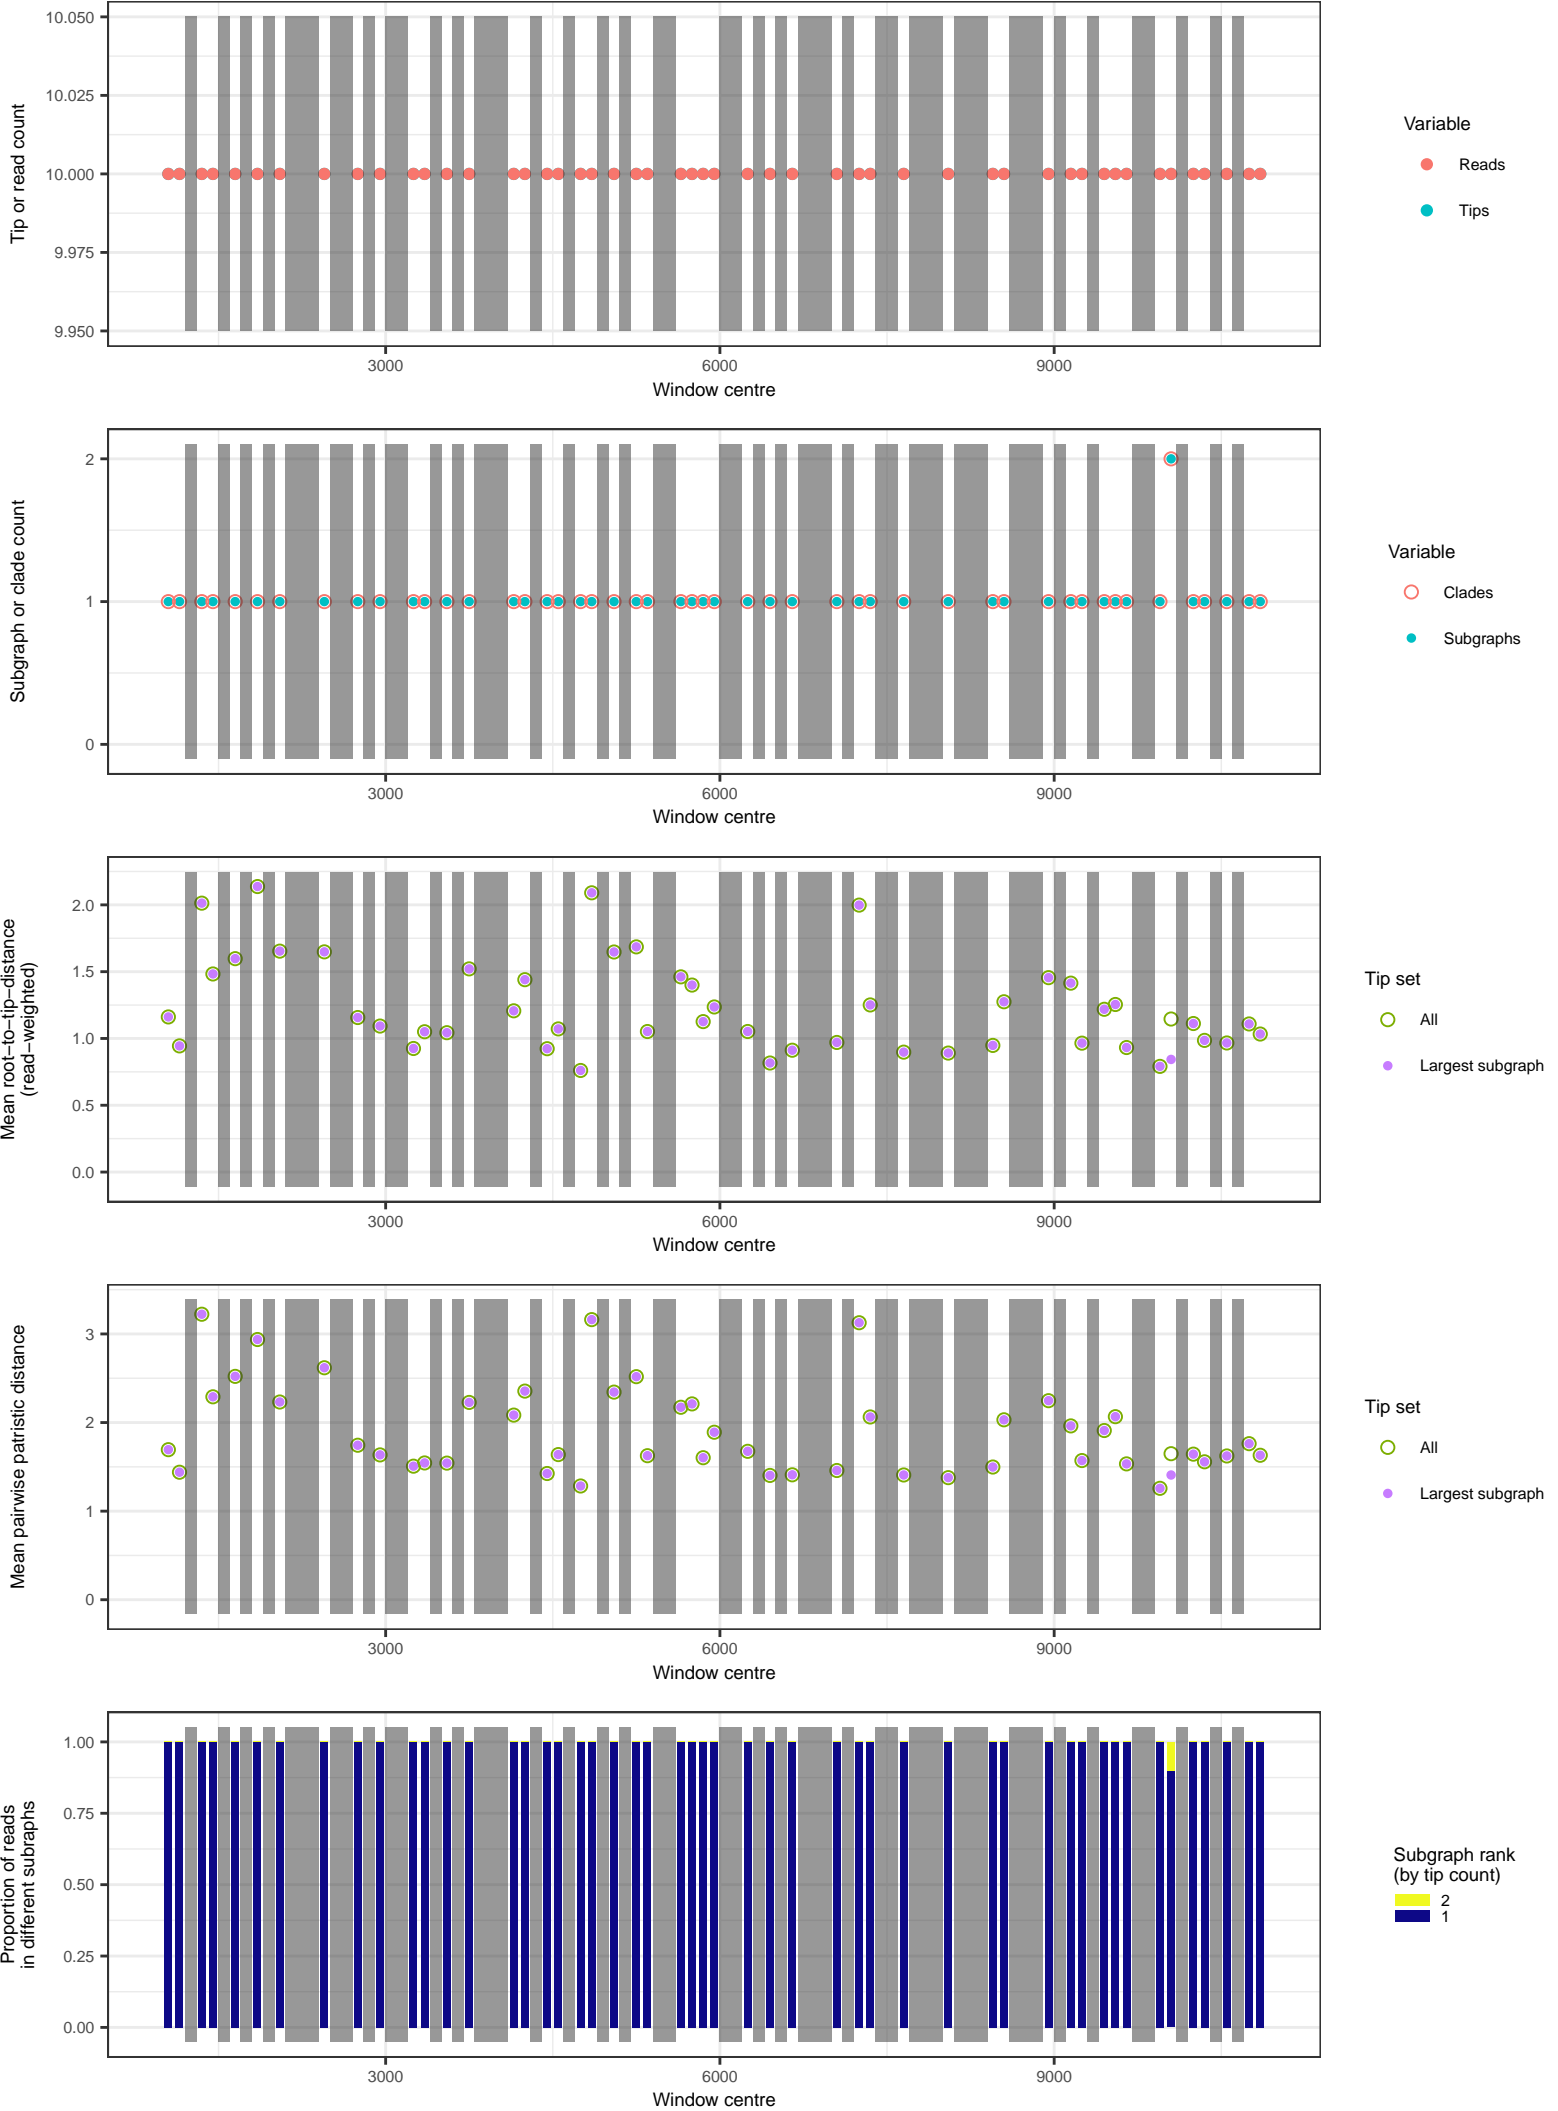 10.050
10.025
10.000
9.975
9.950
Tip or read count
3000
6000
9000
Window centre
Variable
Reads
Tips
2
1
0
Subgraph or clade count
3000
6000
9000
Window centre
Variable
Clades
Subgraphs
2.0
1.5
1.0
0.5
0.0
Mean root−to−tip−distance
(read−weighted)
3000
6000
9000
Window centre
Tip set
All
Largest subgraph
3
2
1
0
Mean pairwise patristic distance
3000
6000
9000
Window centre
Tip set
All
Largest subgraph
1.00
0.75
0.50
0.25
0.00
Proportion of reads
in different subraphs
3000
6000
9000
Window centre
Subgraph rank
(by tip count)
2
1